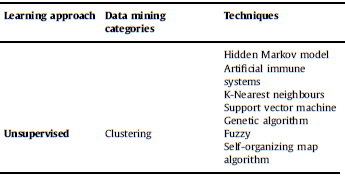 Learning approach Data mining Techniques
categories
Hidden Markov model
Artificial immune
systems
K-Nearest neighbours
Support vector machine
Genetic algorithm
Unsupervised Clustering Fuzzy
Self-organizing map
algorithm